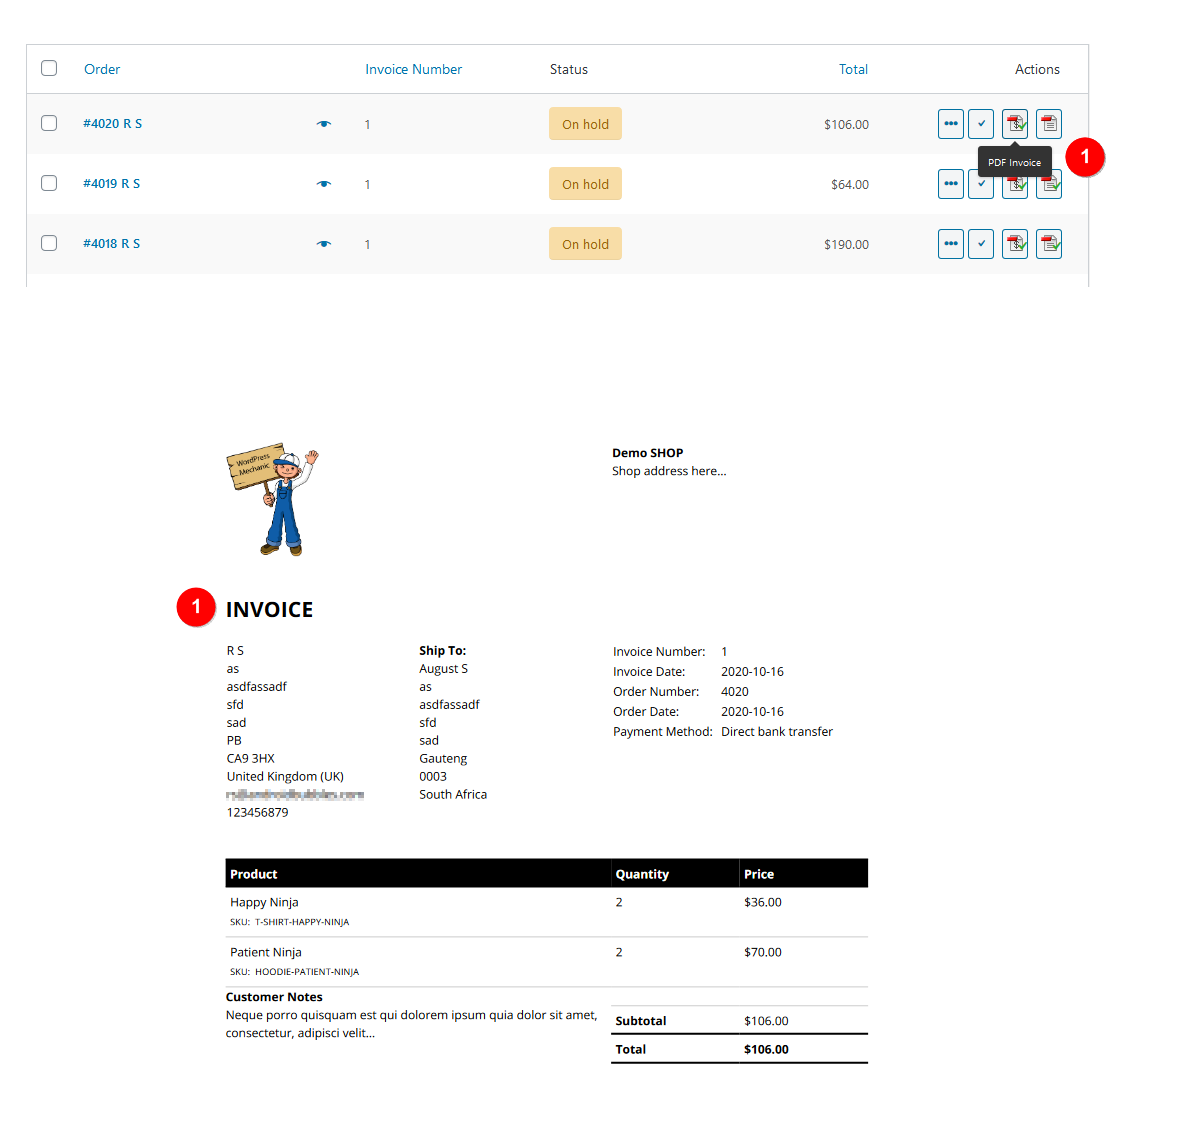 Order Invoice Number Status Total Actions
#4020 R S 1 On hold $106.00
PDF Invoice 1
#4019 R S 1 On hold $64.00
#4018 R S 1 On hold $190.00
WordPress
Mechanic
Demo SHOP
Shop address here...
1 INVOICE
R S
as
asdfassadf
sfd
sad
PB
CA9 3HX
United Kingdom (UK)
123456879
Ship To:
August S
as
asdfassadf
sfd
sad
Gauteng
0003
South Africa
Invoice Number: 1
Invoice Date: 2020-10-16
Order Number: 4020
Order Date: 2020-10-16
Payment Method: Direct bank transfer
Product Quantity Price
Happy Ninja 2 $36.00
SKU: T-SHIRT-HAPPY-NINJA
Patient Ninja 2 $70.00
SKU: HOODIE-PATIENT-NINJA
Customer Notes
Neque porro quisquam est qui dolorem ipsum quia dolor sit amet,
consectetur, adipisci velit...
Subtotal $106.00
Total $106.00